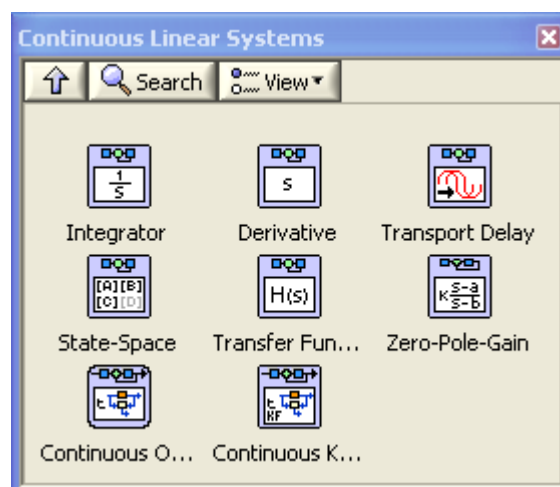 Continuous Linear Systems
Search View
1
S s
Integrator Derivative Transport Delay
[A][B]
[C][D] H(s) K s-a
s-b
State-Space Transfer Fun... Zero-Pole-Gain
t t
KF
Continuous O... Continuous K...